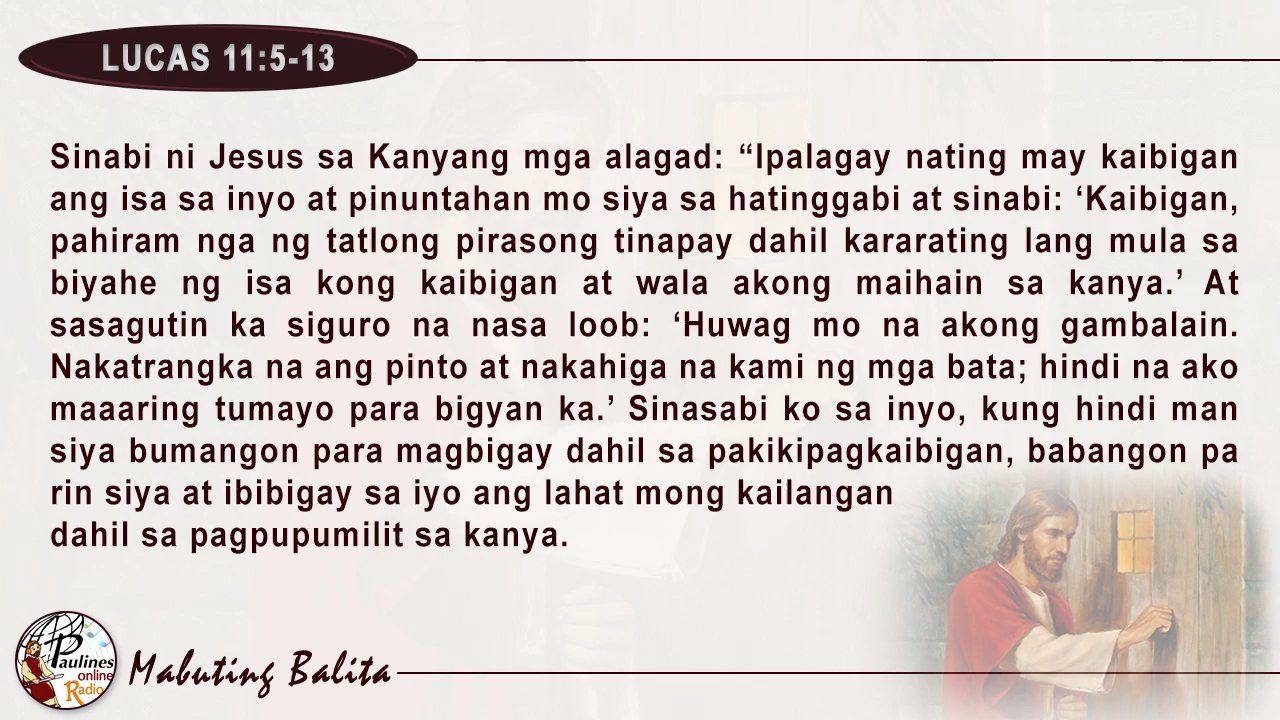 LUCAS 11:5-13
Sinabi ni Jesus sa Kanyang mga alagad: “Ipalagay nating may kaibigan
ang isa sa inyo at pinuntahan mo siya sa hatinggabi at sinabi: ‘Kaibigan,
pahiram nga ng tatlong pirasong tinapay dahil kararating lang mula sa
biyahe ng isa kong kaibigan at wala akong maihain sa kanya.’ At
sasagutin ka siguro na nasa loob: ‘Huwag mo na akong gambalain.
Nakatrangka na ang pinto at nakahiga na kami ng mga bata; hindi na ako
maaaring tumayo para bigyan ka.’ Sinasabi ko sa inyo, kung hindi man
siya bumangon para magbigay dahil sa pakikipagkaibigan, babangon pa
rin siya at ibibigay sa iyo ang lahat mong kailangan
dahil sa pagpupumilit sa kanya.
Paulines
online
Radio
Mabuting Balita